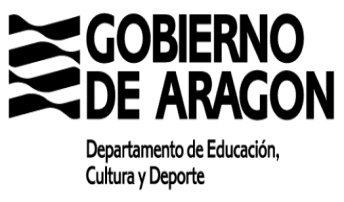 GOBIERNO
DE ARAGON
Departamento de Educación,
Cultura y Deporte